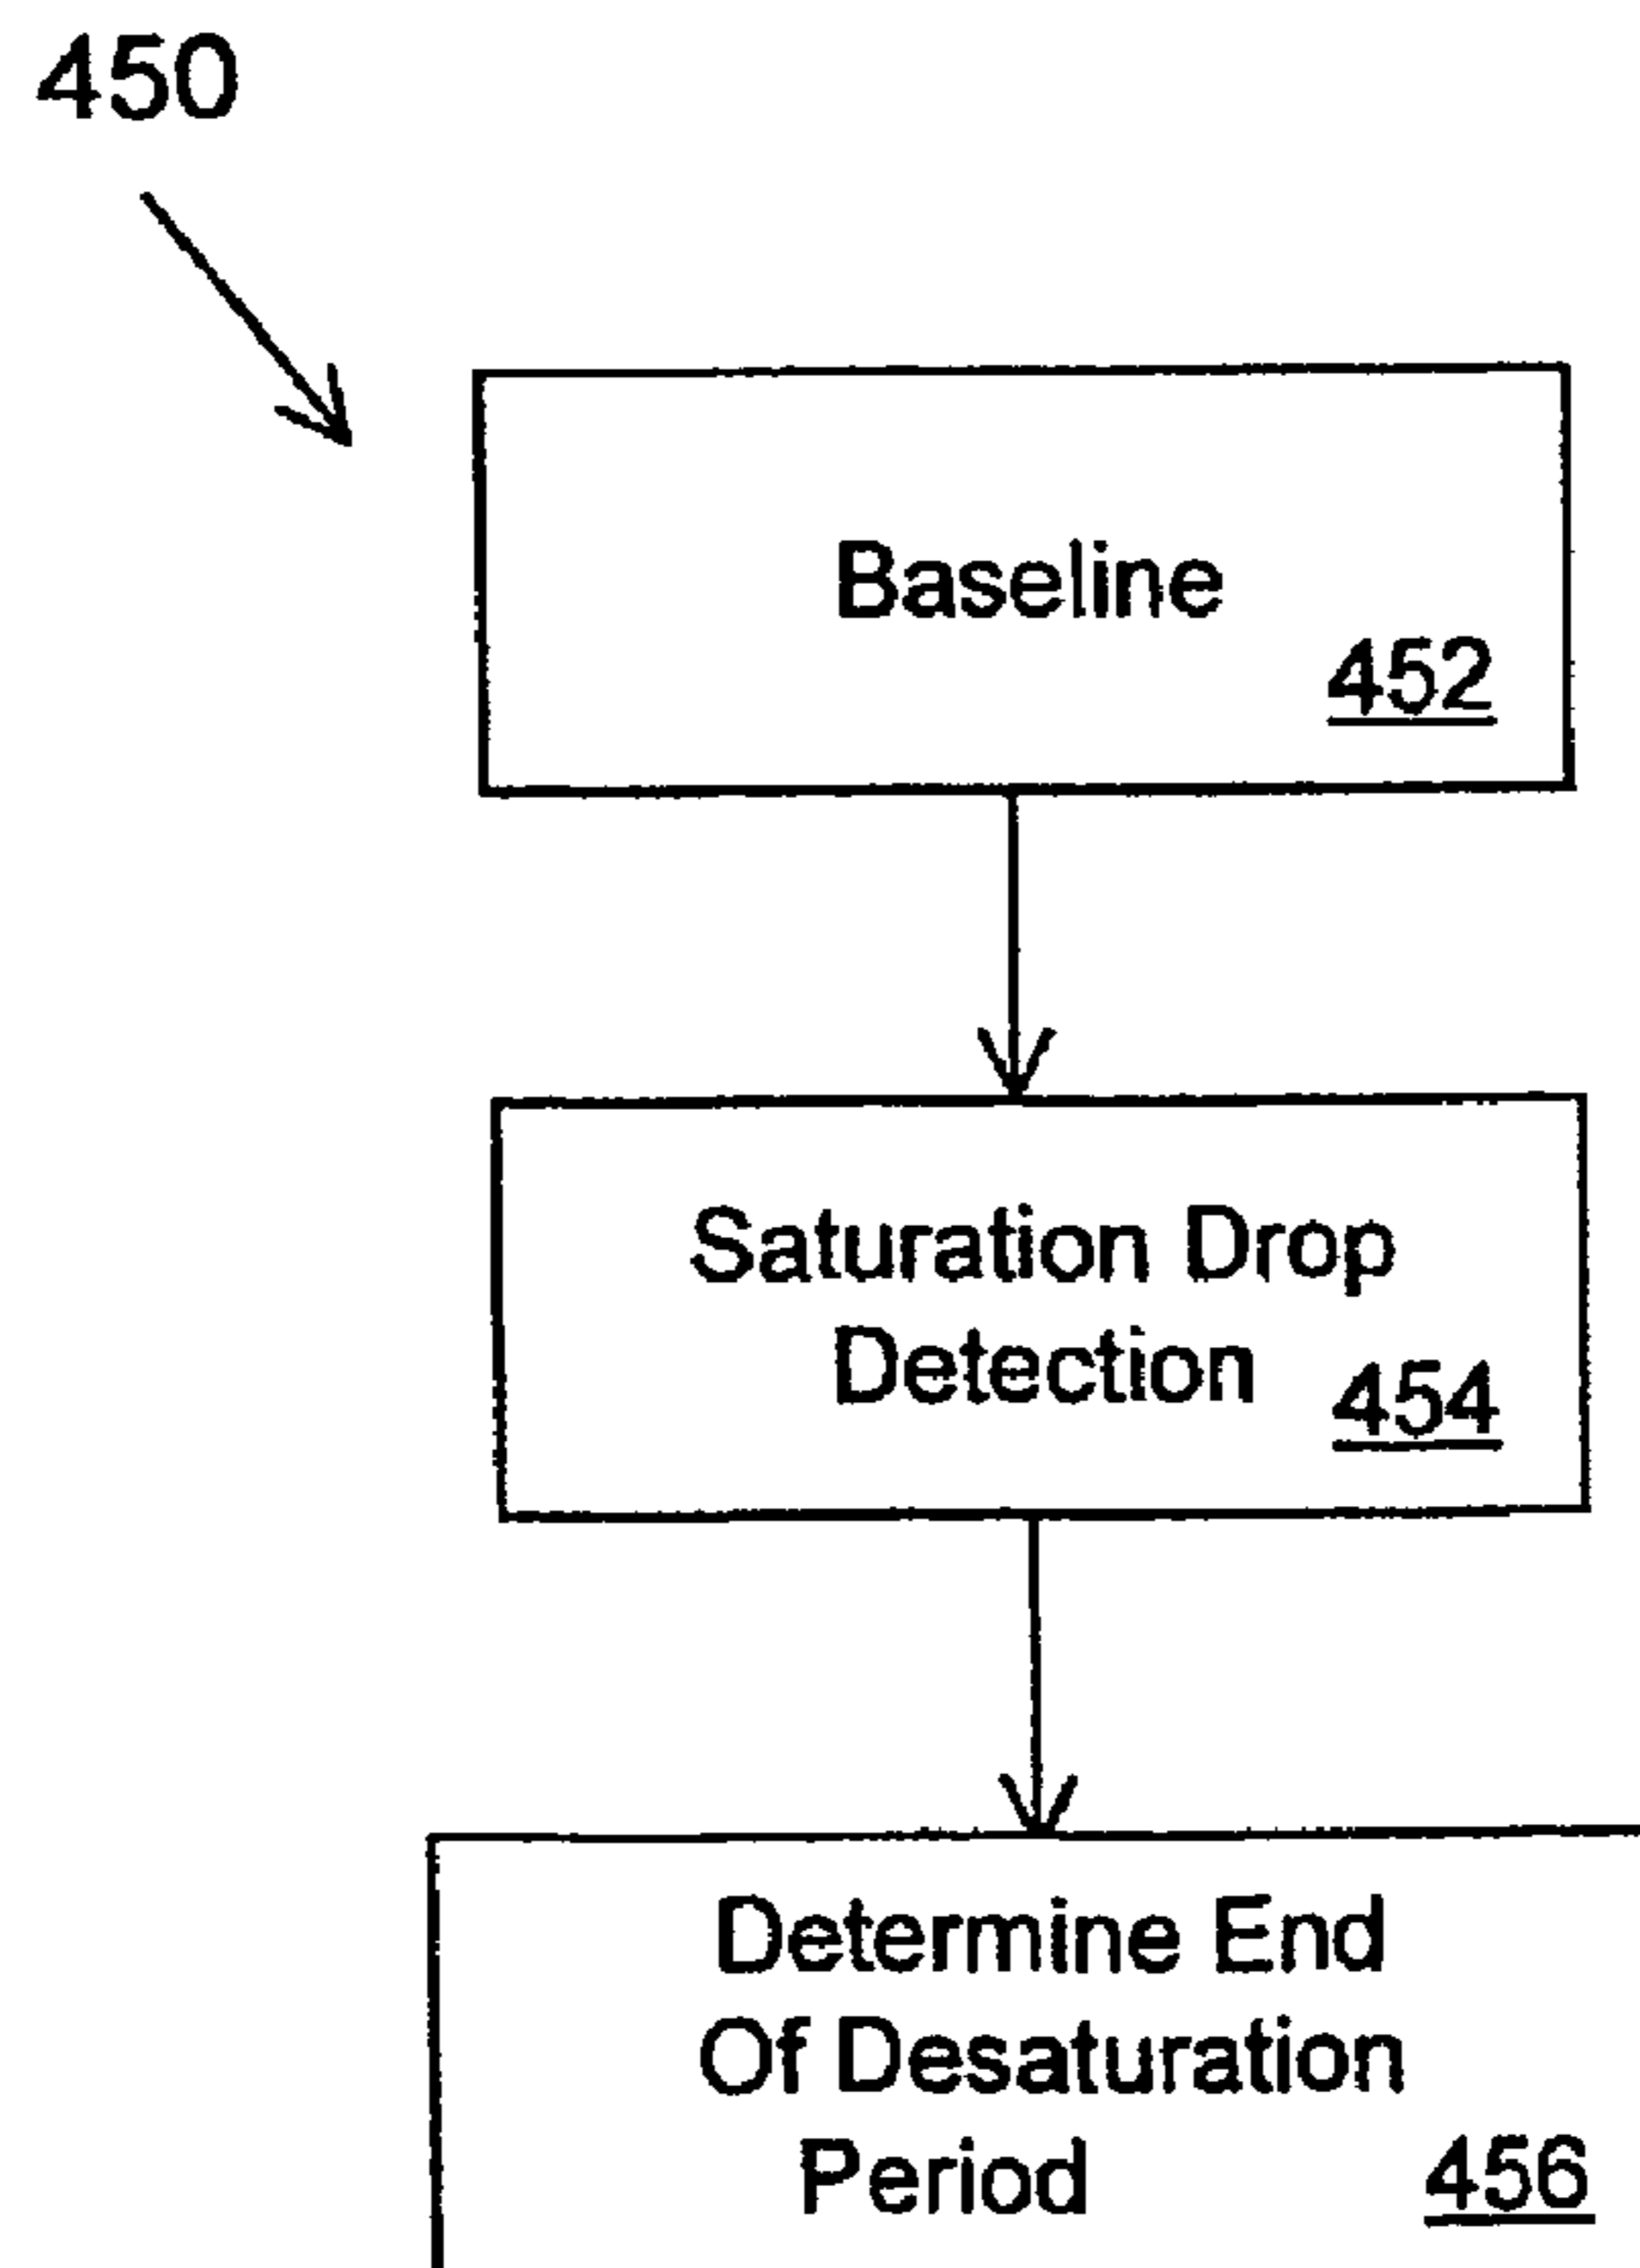 450
Baseline
452
Saturation Drop
Detection
454
Determine End
Of Desaturation
Period
456